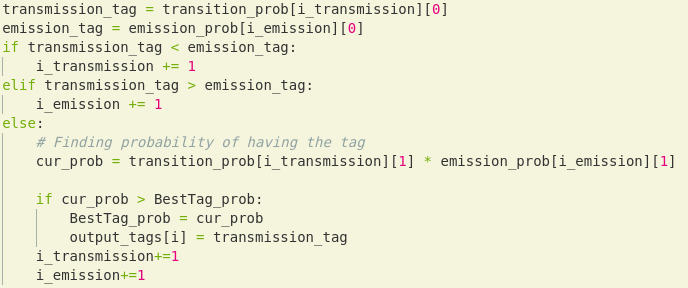 transmission_tag = transition_prob[i_transmission][0]
emission_tag = emission_prob[i_emission][0]
if transmission_tag < emission_tag:
    i_transmission += 1
elif transmission_tag > emission_tag:
    i_emission += 1
else:
    # Finding probability of having the tag
    cur_prob = transition_prob[i_transmission][1] * emission_prob[i_emission][1]

    if cur_prob > BestTag_prob:
        BestTag_prob = cur_prob
        output_tags[i] = transmission_tag
    i_transmission+=1
    i_emission+=1